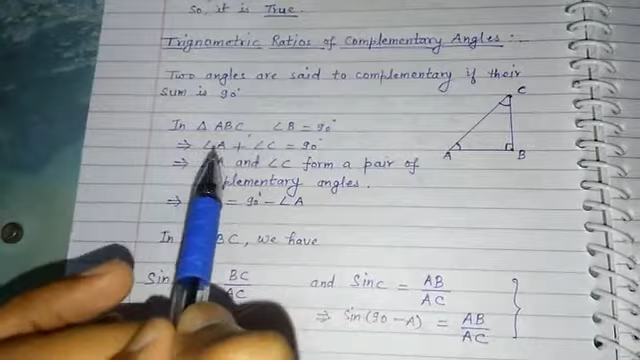 So, it is True.
Trignometric Ratios of Complementary Angles :-
Two angles are said to complementary if their
sum is 90°
In △ ABC, ∠B = 90°
⇒ ∠A + ∠C = 90°
⇒ A and ∠C form a pair of
plementary angles.
⇒ = 90° - ∠A
In BC, we have
Sin BC/AC and SinC = AB/AC
⇒ Sin(90 - A) = AB/AC
C
A
B